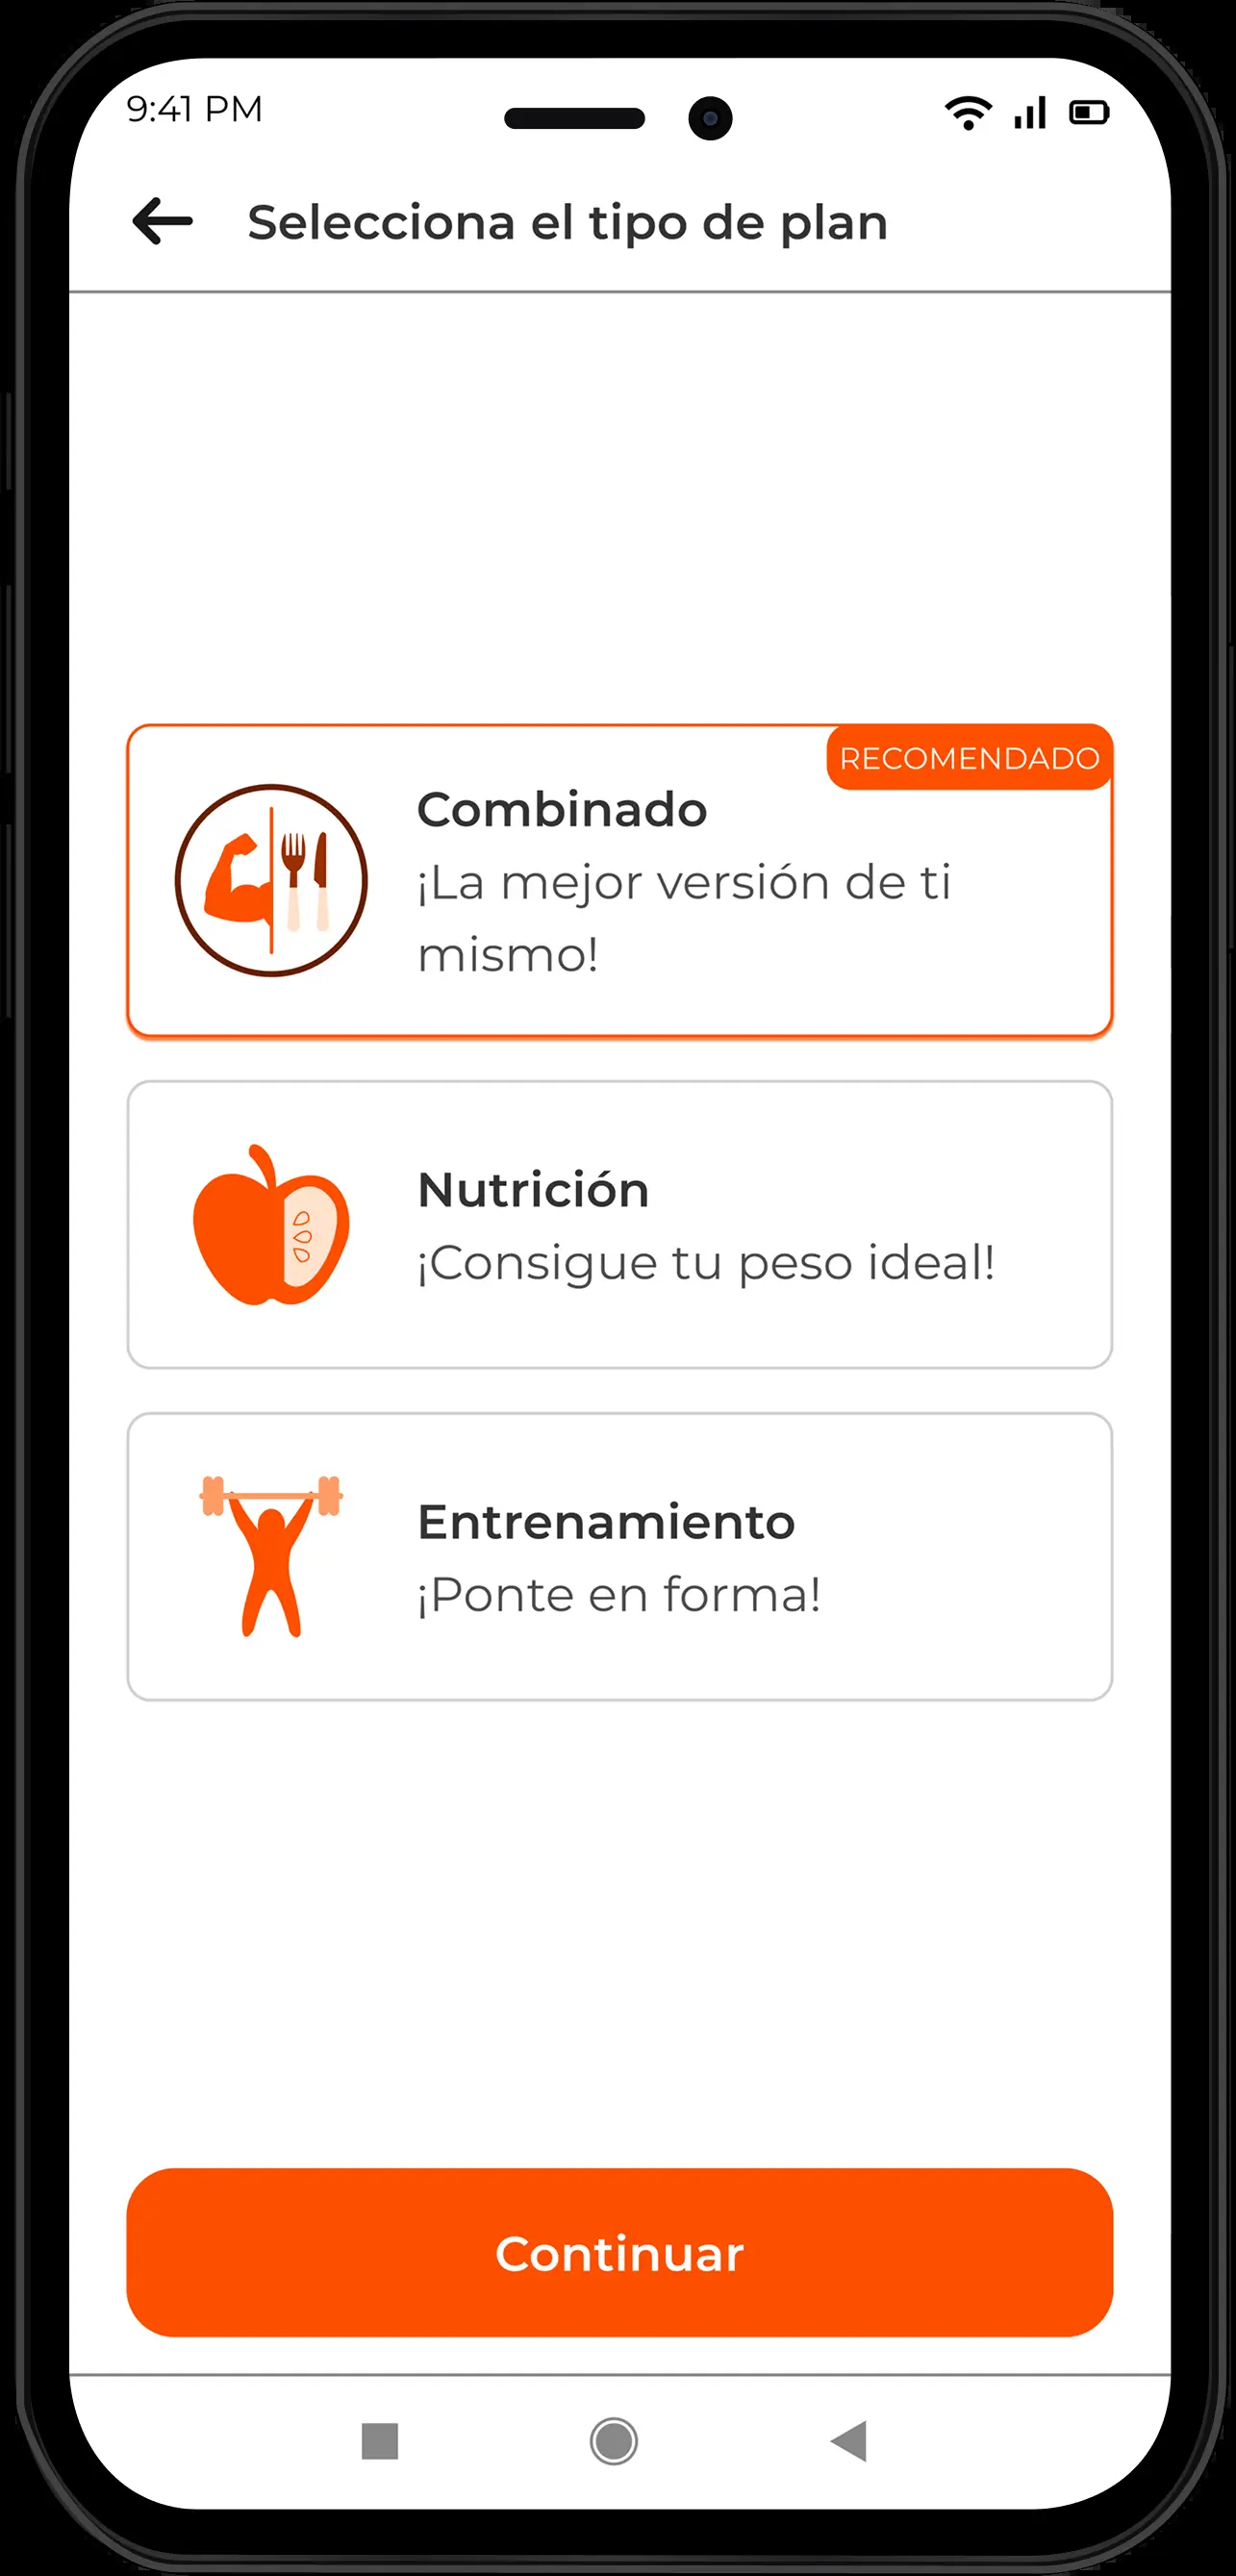 9:41 PM
Selecciona el tipo de plan
RECOMENDADO
Combinado
¡La mejor versión de ti
mismo!
Nutrición
¡Consigue tu peso ideal!
Entrenamiento
¡Ponte en forma!
Continuar